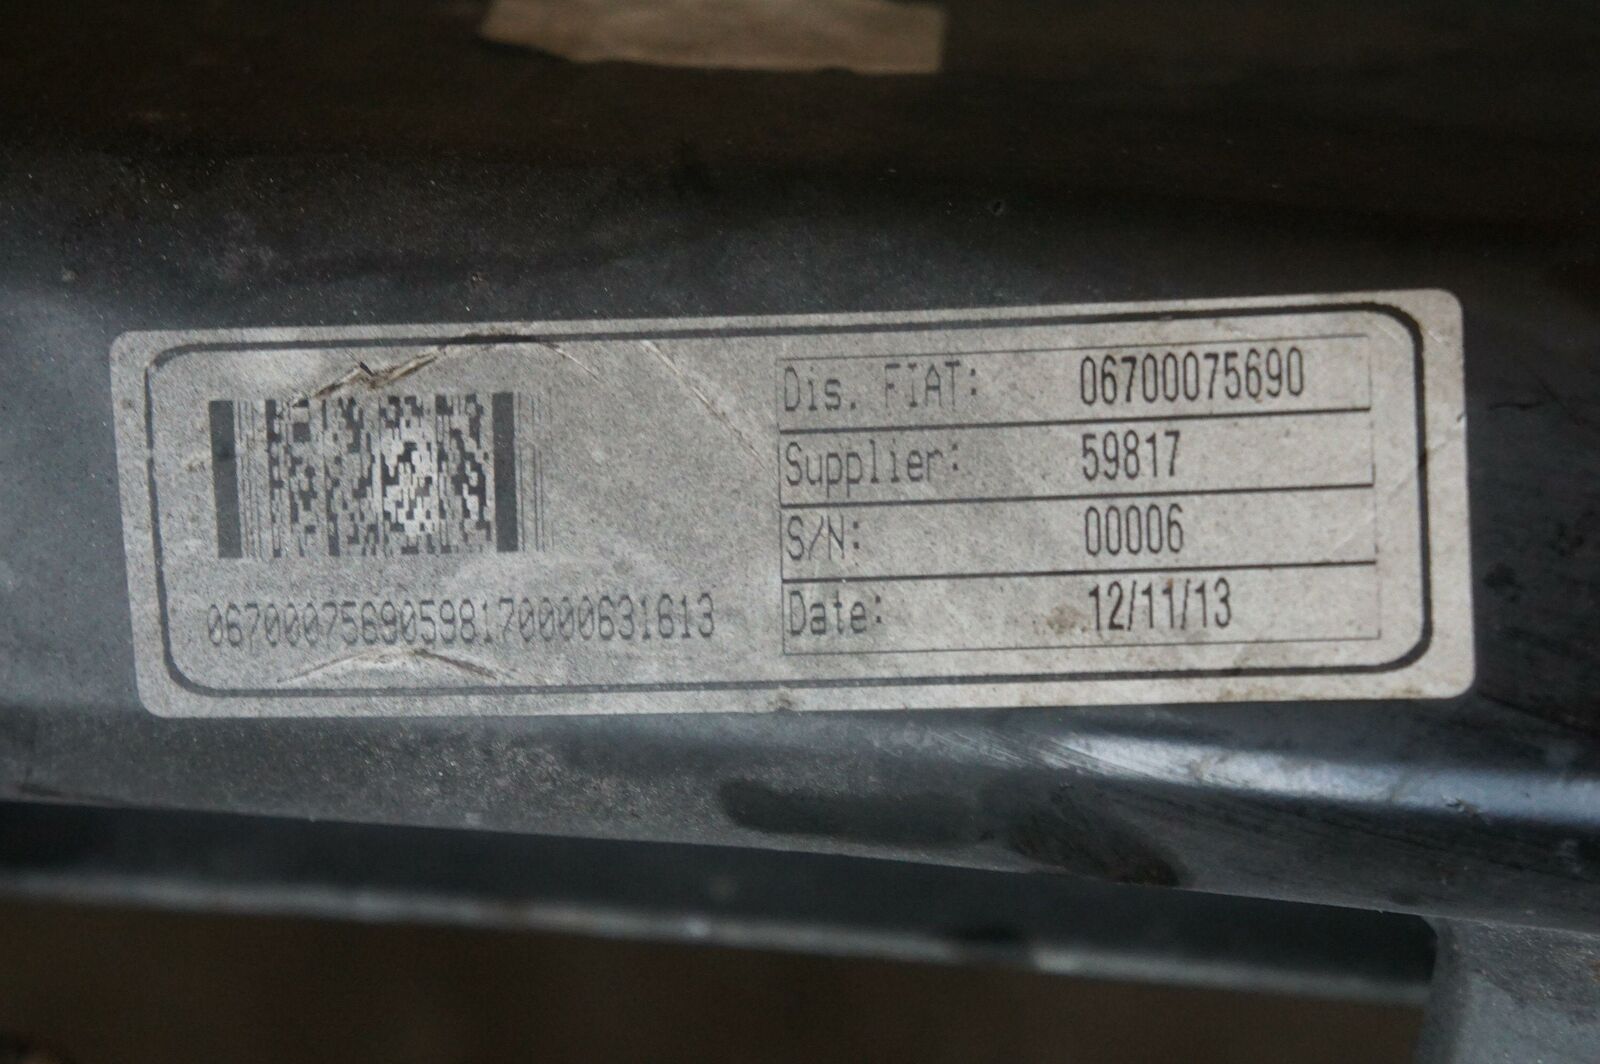 Dis. FIAT: 06700075690
Supplier: 59817
S/N: 00006
Date: 12/11/13
06700075690598170000631613